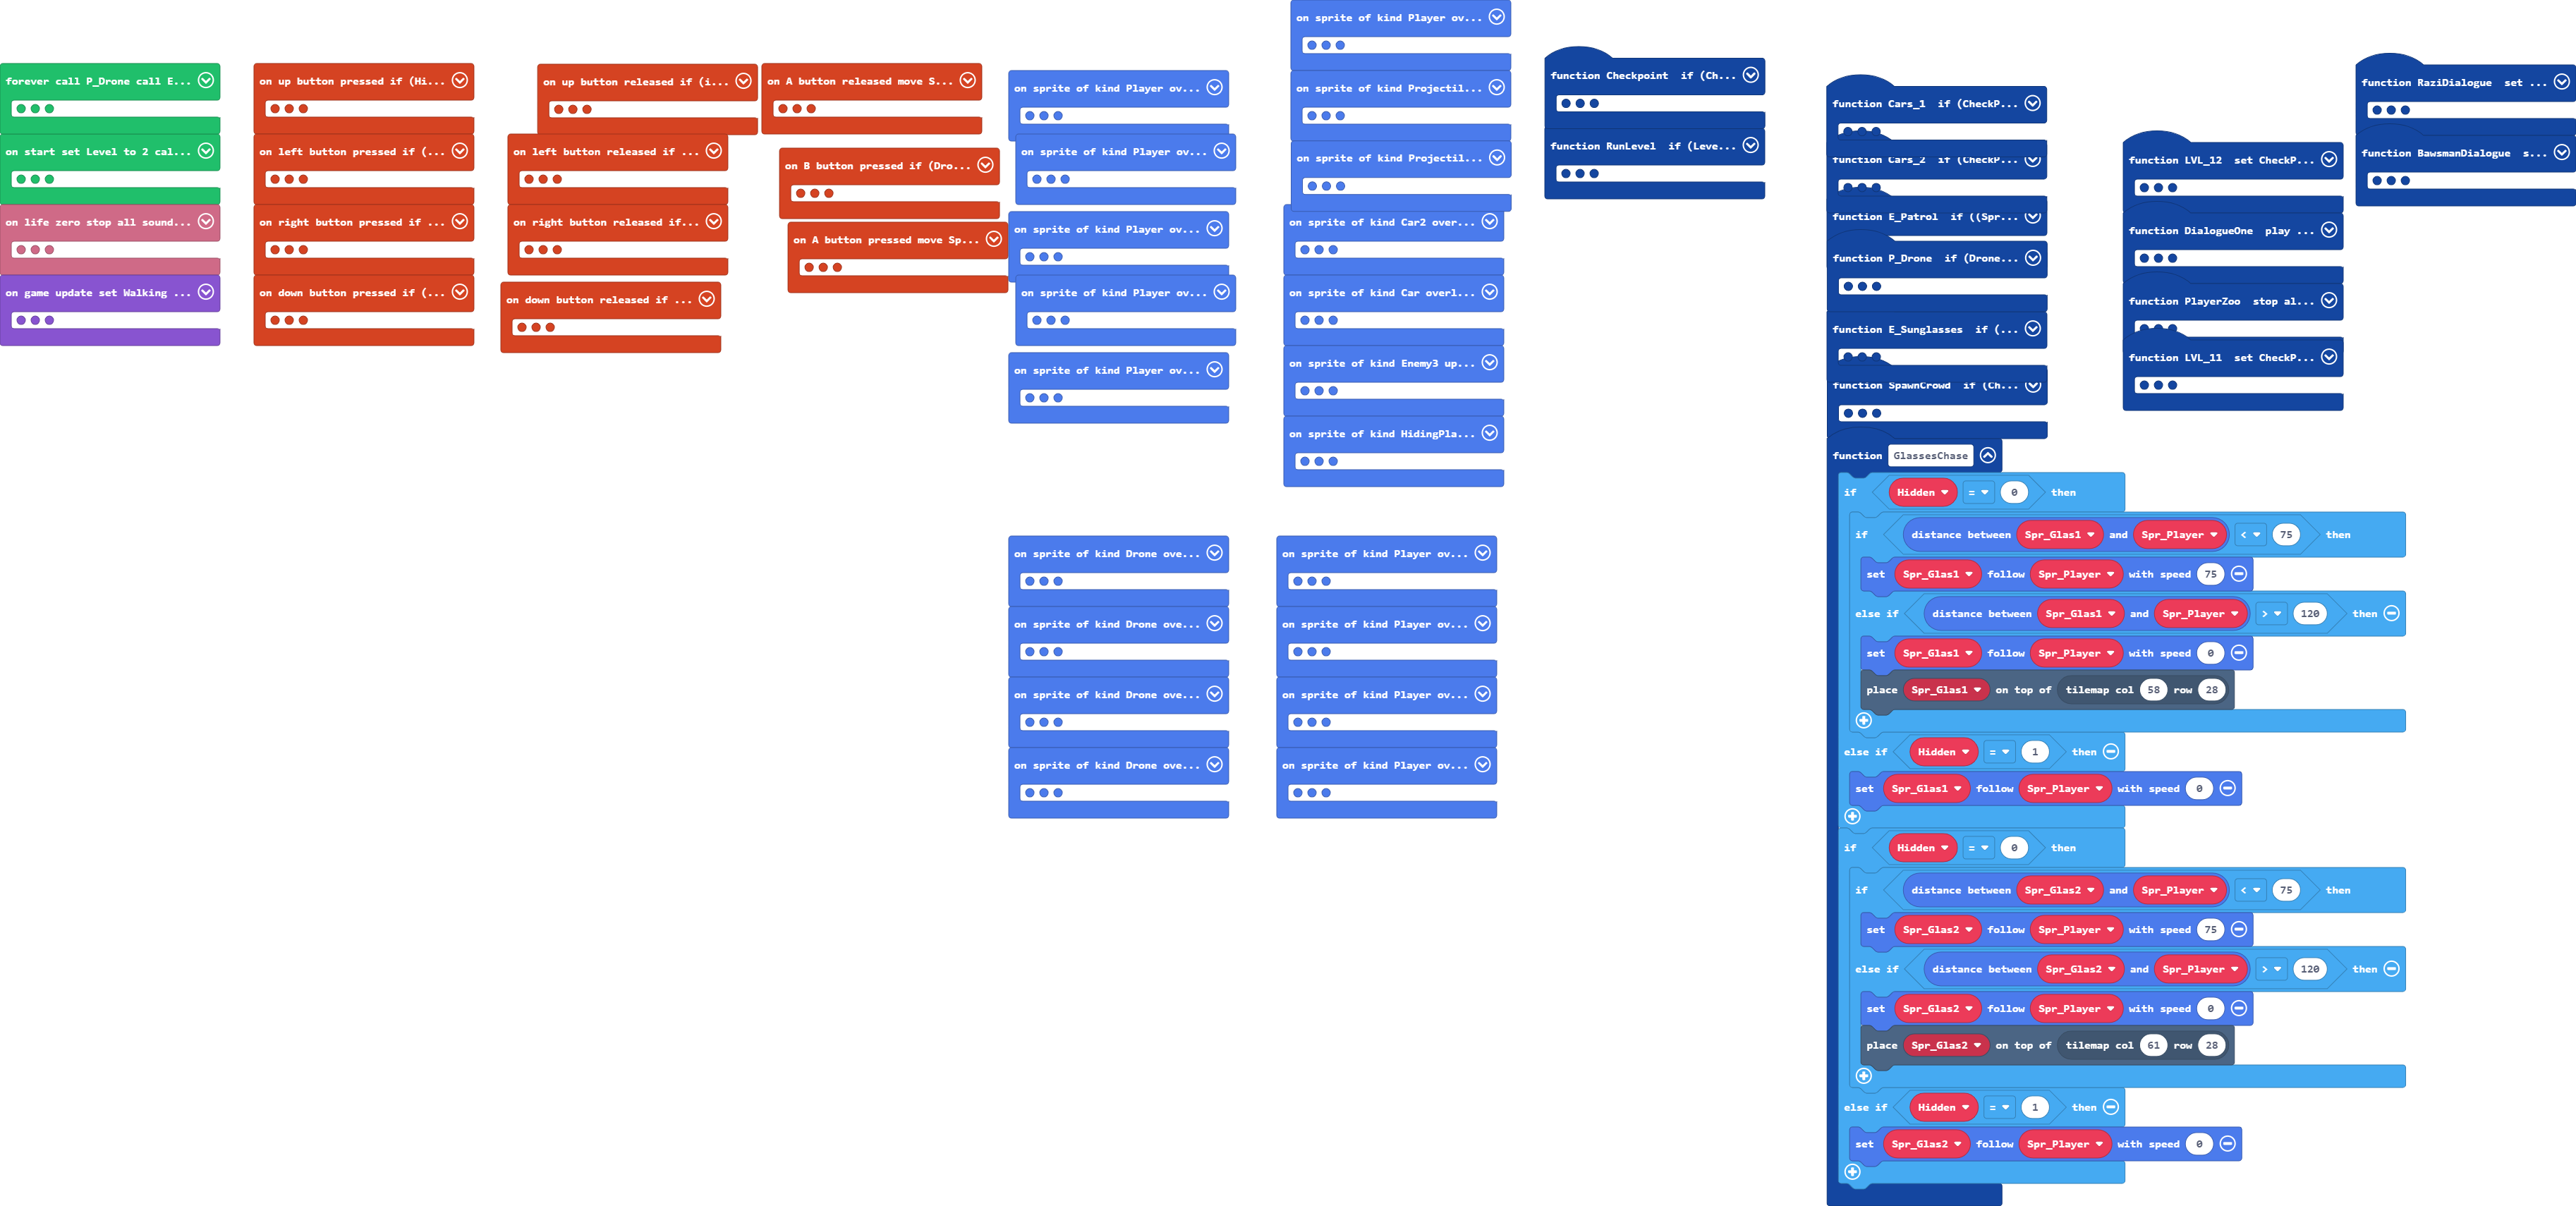 forever call P_Drone call E...
on start set Level to 2 cal...
on life zero stop all sound...
on game update set Walking ...
on up button pressed if (Hi...
on left button pressed if (...
on right button pressed if ...
on down button pressed if (...
on up button released if (i...
on left button released if ...
on right button released if...
on down button released if ...
on A button released move S...
on B button pressed if (Dro...
on A button pressed move Sp...
on sprite of kind Player ov...
on sprite of kind Player ov...
on sprite of kind Player ov...
on sprite of kind Player ov...
on sprite of kind Player ov...
on sprite of kind Drone ove...
on sprite of kind Drone ove...
on sprite of kind Drone ove...
on sprite of kind Drone ove...
on sprite of kind Player ov...
on sprite of kind Projectil...
on sprite of kind Projectil...
on sprite of kind Car2 over...
on sprite of kind Car overl...
on sprite of kind Enemy3 up...
on sprite of kind HidingPla...
on sprite of kind Player ov...
on sprite of kind Player ov...
on sprite of kind Player ov...
on sprite of kind Player ov...
function Checkpoint if (Ch...
function RunLevel if (Leve...
function Cars_1 if (CheckP...
function Cars_2 if (CheckP...
function E_Patrol if ((Spr...
function P_Drone if (Drone...
function E_Sunglasses if (...
function SpawnCrowd if (Ch...
function GlassesChase
if Hidden = 0 then
if distance between Spr_Glas1 and Spr_Player < 75 then
set Spr_Glas1 follow Spr_Player with speed 75
else if distance between Spr_Glas1 and Spr_Player > 120 then
set Spr_Glas1 follow Spr_Player with speed 0
place Spr_Glas1 on top of tilemap col 58 row 28
else if Hidden = 1 then
set Spr_Glas1 follow Spr_Player with speed 0
if Hidden = 0 then
if distance between Spr_Glas2 and Spr_Player < 75 then
set Spr_Glas2 follow Spr_Player with speed 75
else if distance between Spr_Glas2 and Spr_Player > 120 then
set Spr_Glas2 follow Spr_Player with speed 0
place Spr_Glas2 on top of tilemap col 61 row 28
else if Hidden = 1 then
set Spr_Glas2 follow Spr_Player with speed 0
function LVL_12 set CheckP...
function DialogueOne play ...
function PlayerZoo stop al...
function LVL_11 set CheckP...
function RaziDialogue set ...
function BawsmanDialogue s...